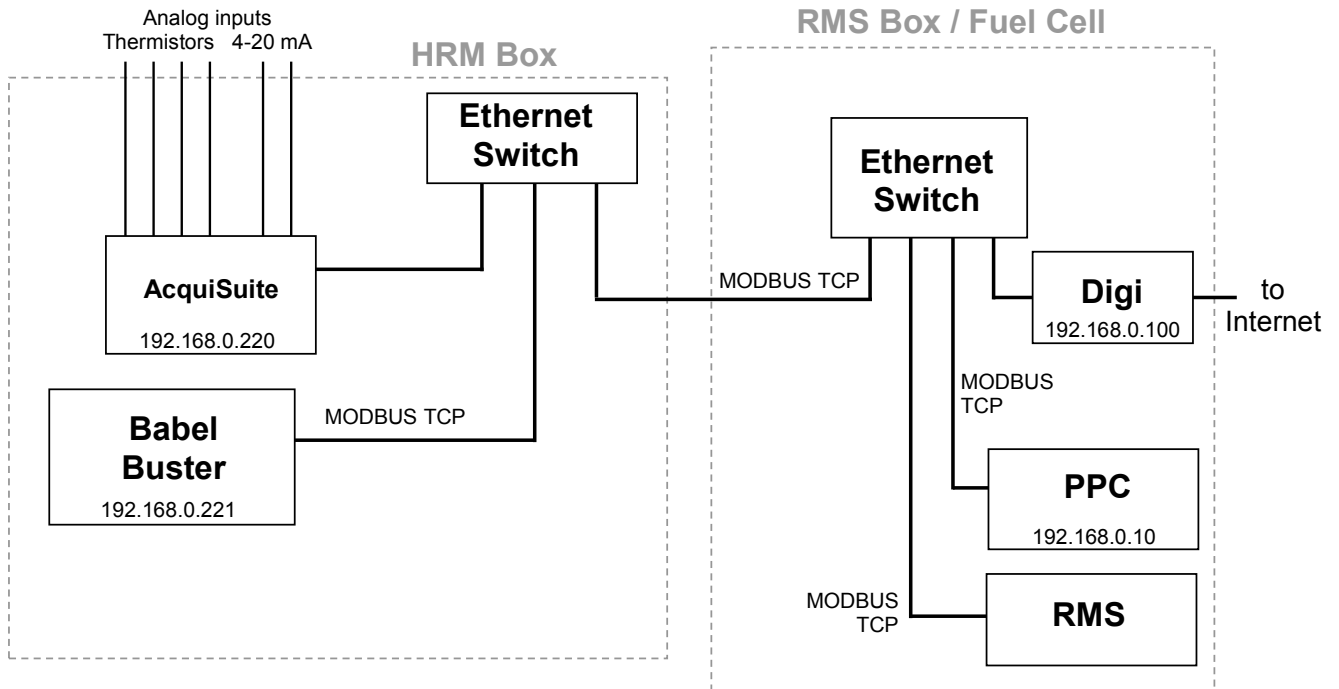 Analog inputs
Thermistors 4-20 mA
HRM Box
RMS Box / Fuel Cell
Ethernet
Switch
AcquiSuite
192.168.0.220
Babel
Buster
192.168.0.221
MODBUS TCP
MODBUS TCP
Ethernet
Switch
Digi
192.168.0.100
to
Internet
MODBUS
TCP
PPC
192.168.0.10
MODBUS
TCP
RMS